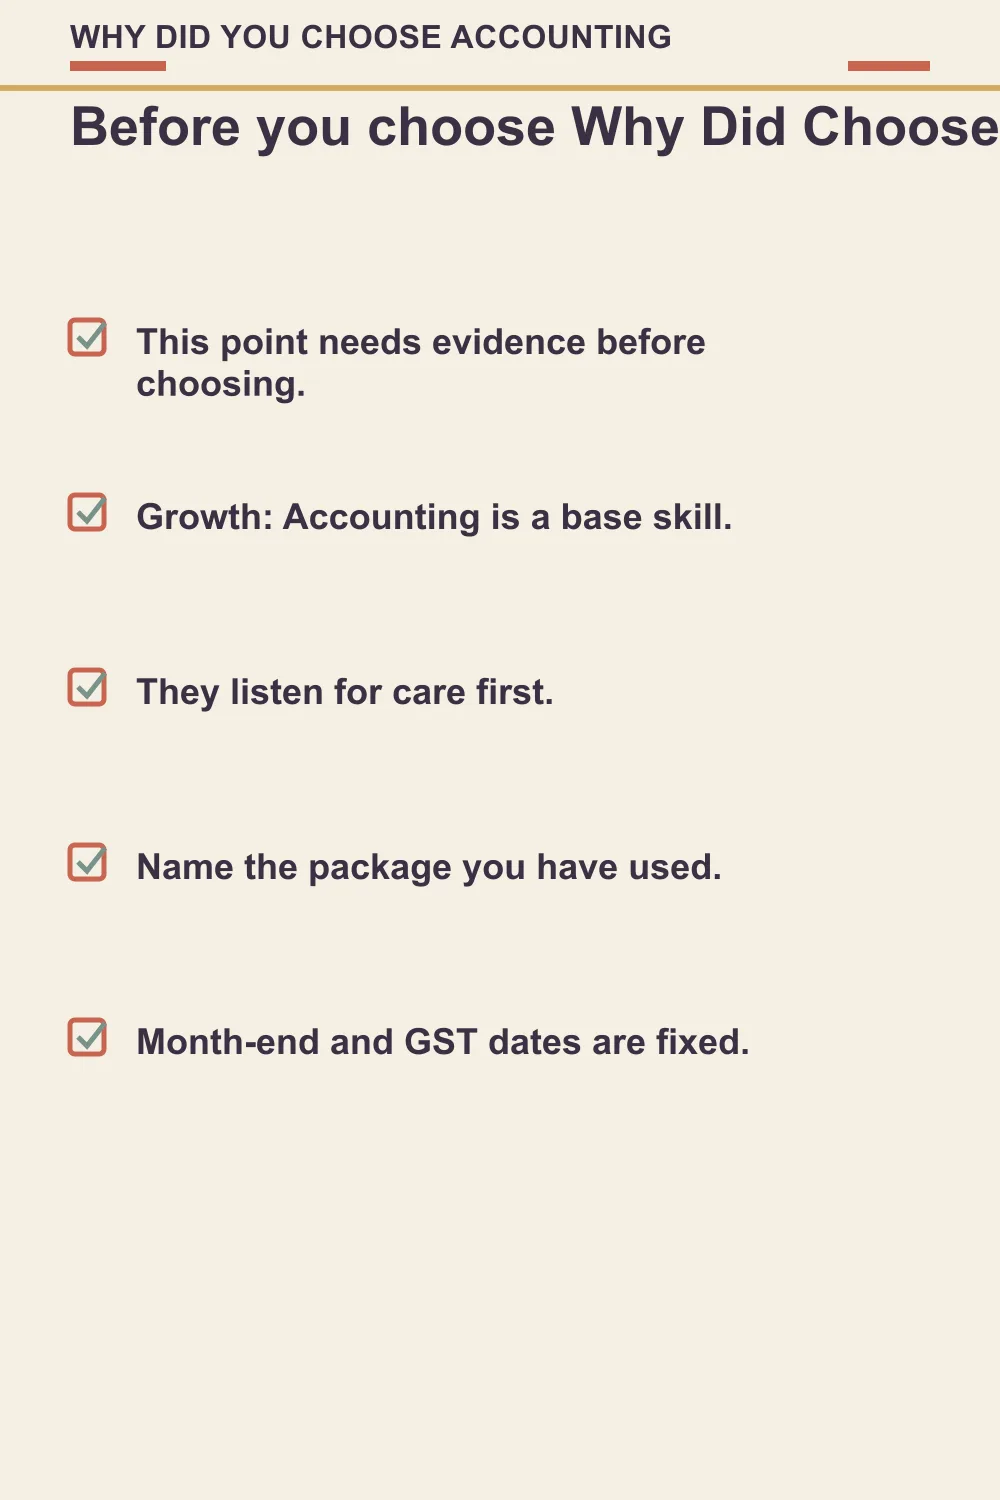 WHY DID YOU CHOOSE ACCOUNTING
Before you choose Why Did Choose
This point needs evidence before
choosing.
Growth: Accounting is a base skill.
They listen for care first.
Name the package you have used.
Month-end and GST dates are fixed.